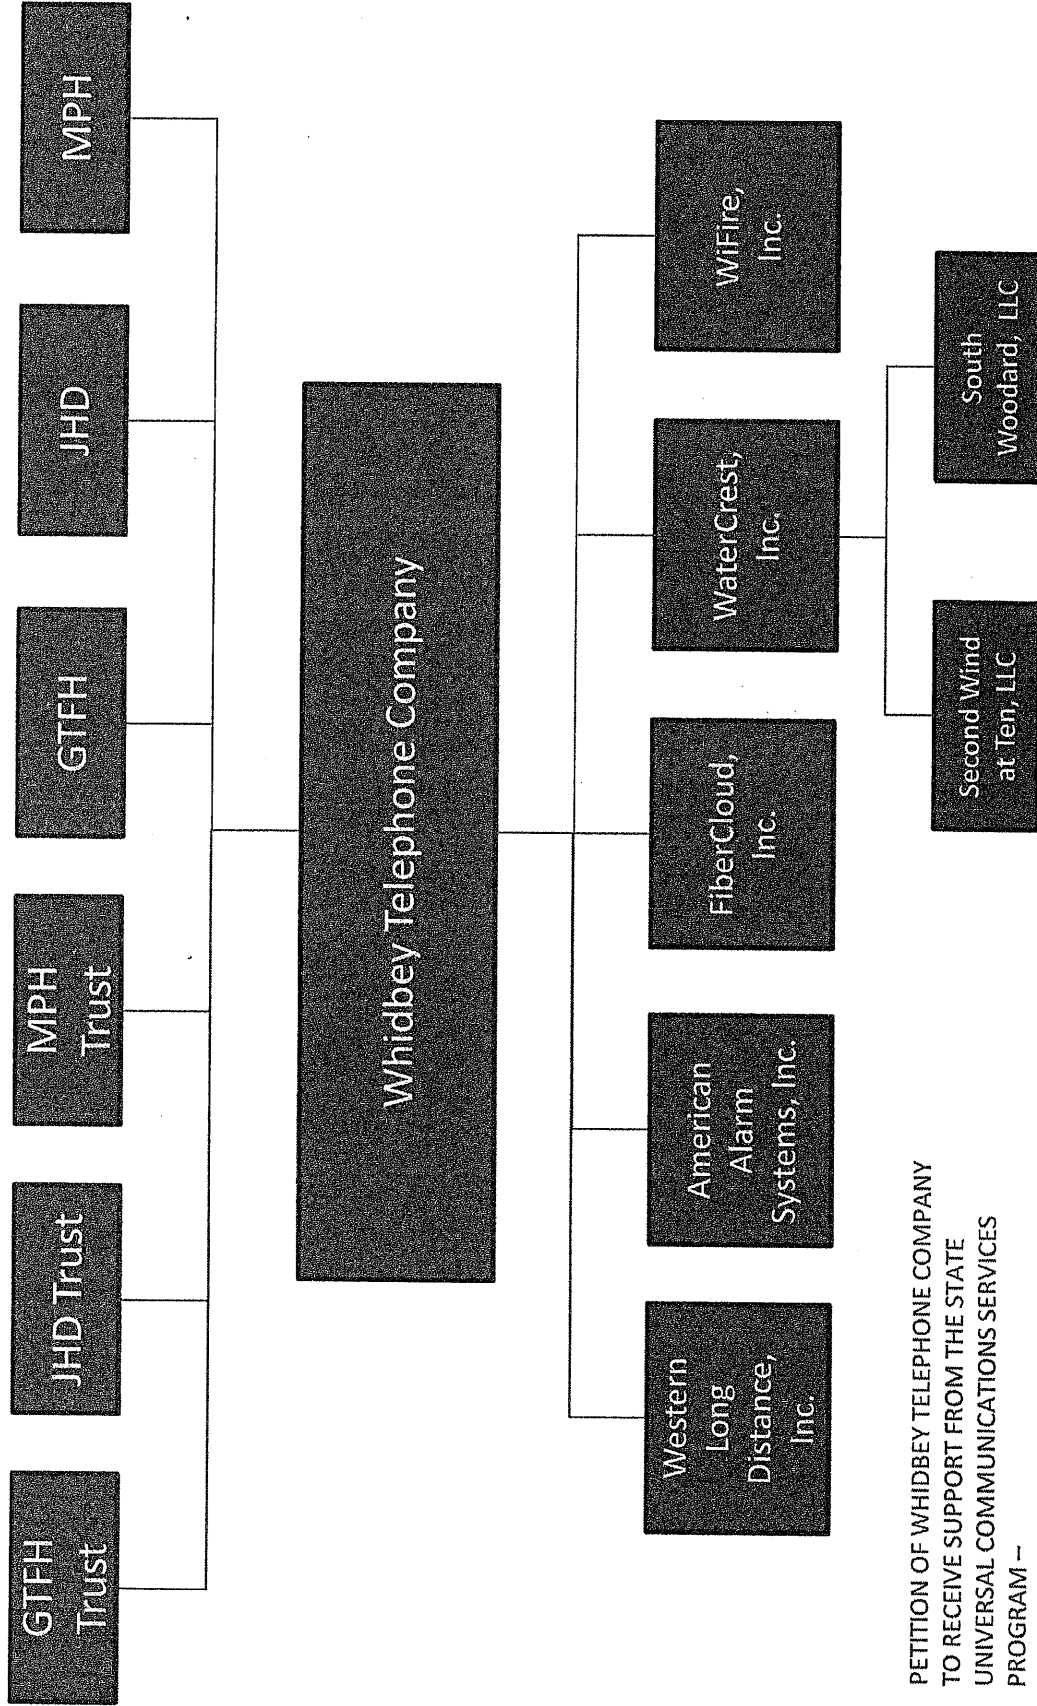 GTFH
Trust
JHD Trust
MPH
Trust
GTFH
JHD
MPH
Whidbey Telephone Company
Western
Long
Distance,
Inc.
American
Alarm
Systems, Inc.
FiberCloud,
Inc.
WaterCrest,
Inc.
WiFire,
Inc.
Second Wind
at Ten, LLC
South
Woodard, LLC
PETITION OF WHIDBEY TELEPHONE COMPANY
TO RECEIVE SUPPORT FROM THE STATE
UNIVERSAL COMMUNICATIONS SERVICES
PROGRAM –